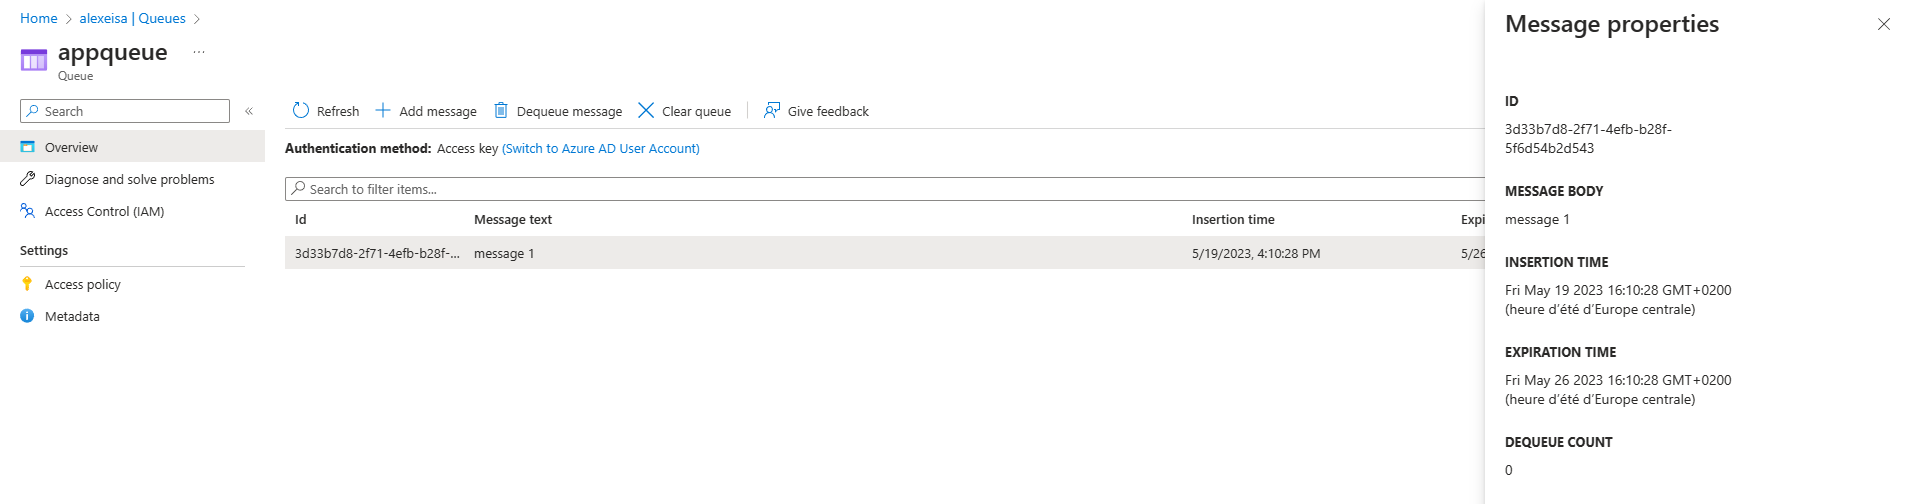 Home > alexeisa | Queues >
appqueue ...
Queue
Search «
Overview
Diagnose and solve problems
Access Control (IAM)
Settings
Access policy
Metadata
Refresh Add message Dequeue message Clear queue Give feedback
Authentication method: Access key (Switch to Azure AD User Account)
Search to filter items...
Id Message text Insertion time Expi
3d33b7d8-2f71-4efb-b28f-... message 1 5/19/2023, 4:10:28 PM 5/26
Message properties
ID
3d33b7d8-2f71-4efb-b28f-
5f6d54b2d543
MESSAGE BODY
message 1
INSERTION TIME
Fri May 19 2023 16:10:28 GMT+0200
(heure d’été d’Europe centrale)
EXPIRATION TIME
Fri May 26 2023 16:10:28 GMT+0200
(heure d’été d’Europe centrale)
DEQUEUE COUNT
0